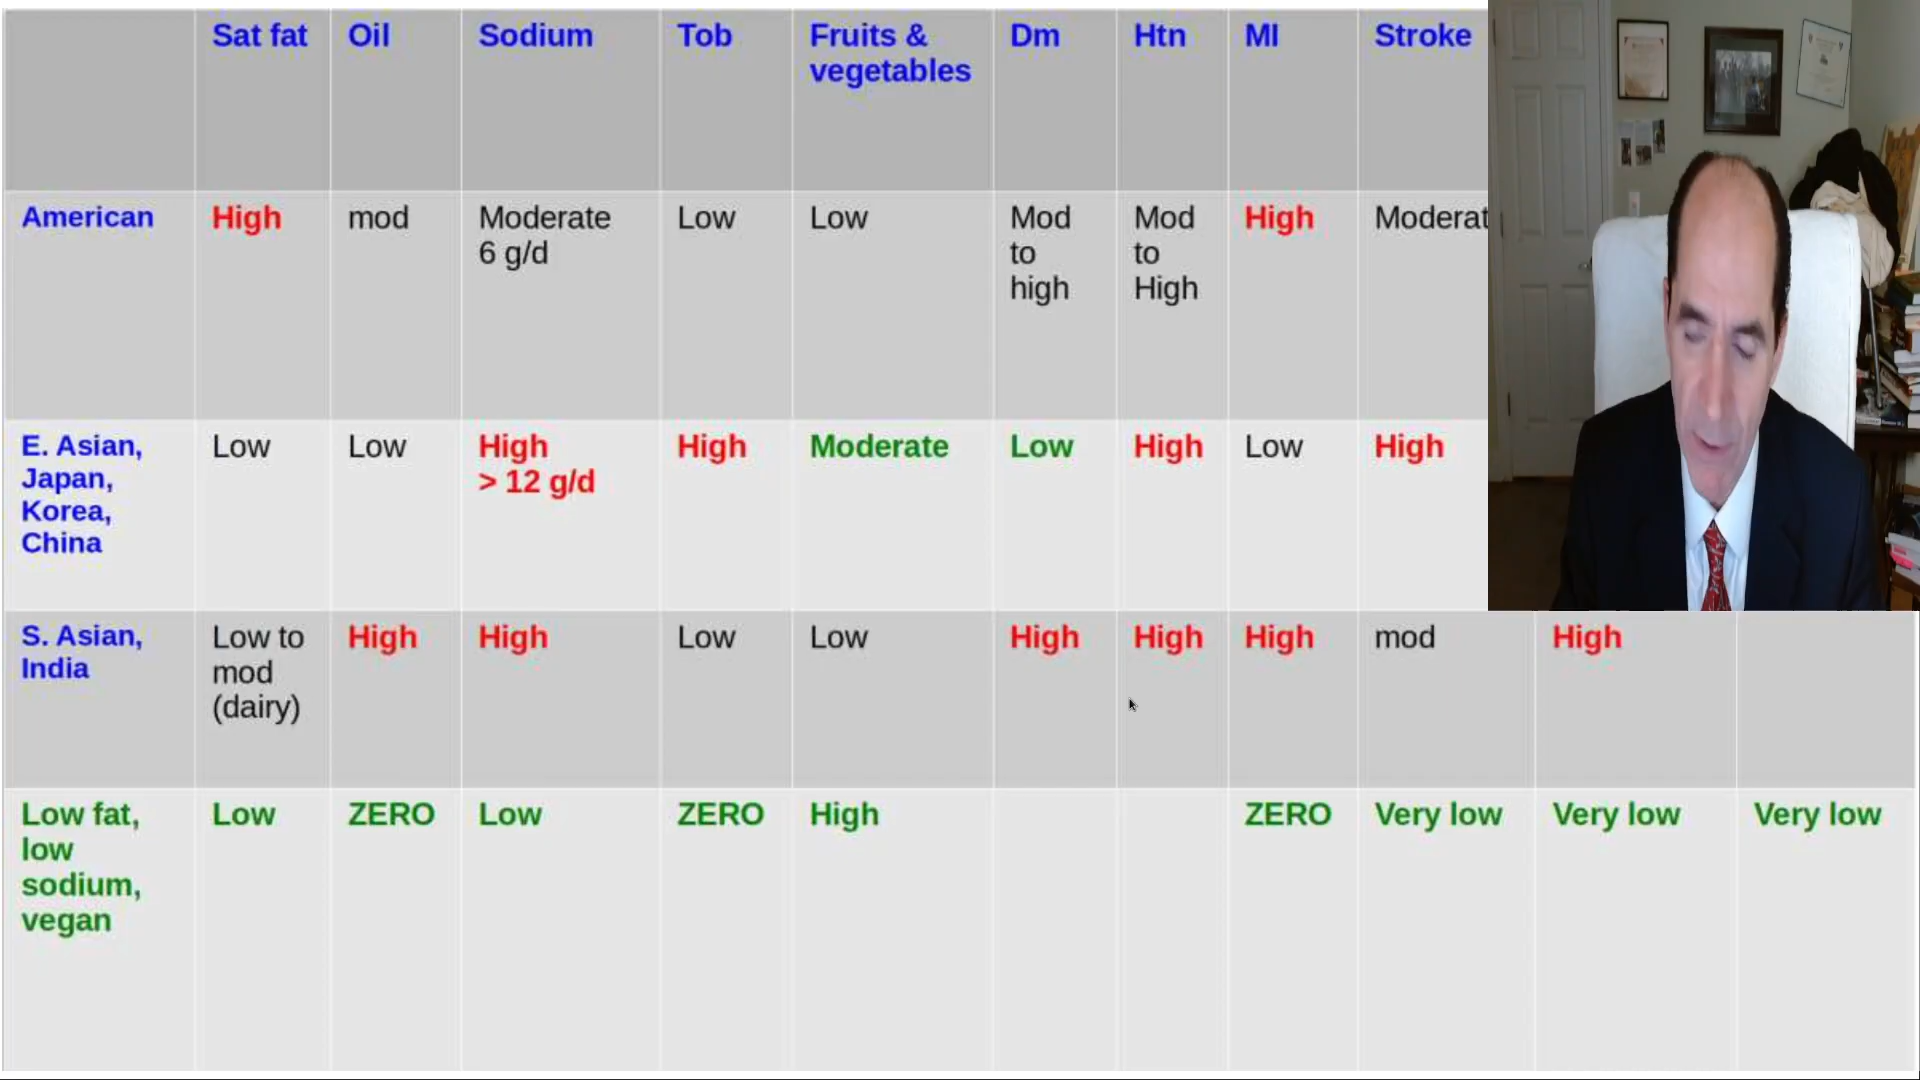 Sat fat Oil Sodium Tob Fruits & Dm Htn MI Stroke
vegetables
American High mod Moderate Low Low Mod Mod High Moderat
6 g/d to to
high High
E. Asian, Low Low High High Moderate Low High Low High
Japan, > 12 g/d
Korea,
China
S. Asian, Low to High High Low Low High High High mod High
India mod
(dairy)
Low fat, Low ZERO Low ZERO High ZERO Very low Very low Very low
low
sodium,
vegan